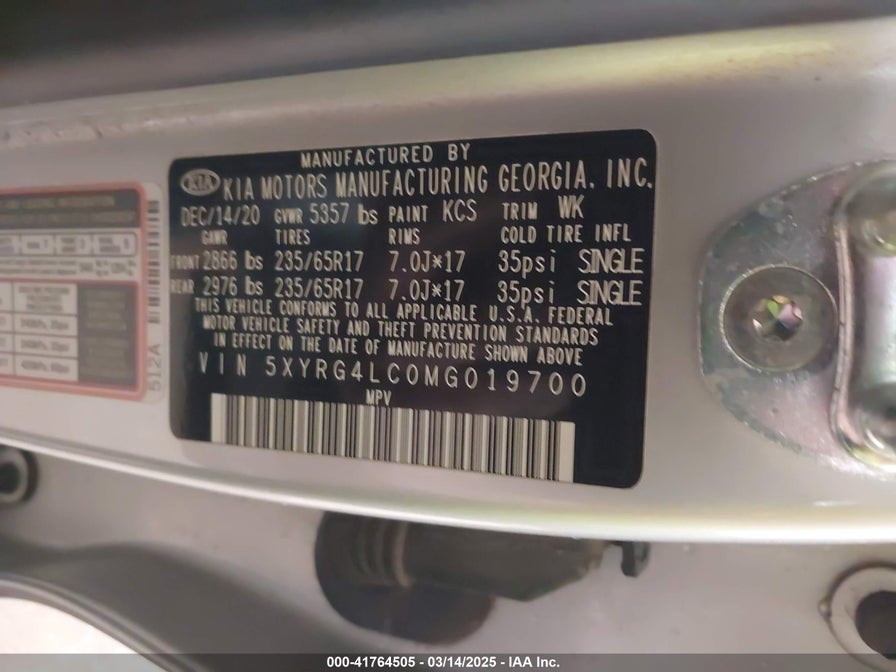 MANUFACTURED BY
KIA KIA MOTORS MANUFACTURING GEORGIA, INC.
DEC/14/20 GVWR 5357 lbs PAINT KCS TRIM WK
GAWR TIRES RIMS COLD TIRE INFL
FRONT 2866 lbs 235/65R17 7.0J*17 35psi SINGLE
REAR 2976 lbs 235/65R17 7.0J*17 35psi SINGLE
THIS VEHICLE CONFORMS TO ALL APPLICABLE U.S.A. FEDERAL
MOTOR VEHICLE SAFETY AND THEFT PREVENTION STANDARDS
IN EFFECT ON THE DATE OF MANUFACTURE SHOWN ABOVE
VIN 5XYRG4LC0MG019700
MPV
512A
000-41764505 – 03/14/2025 – IAA Inc.